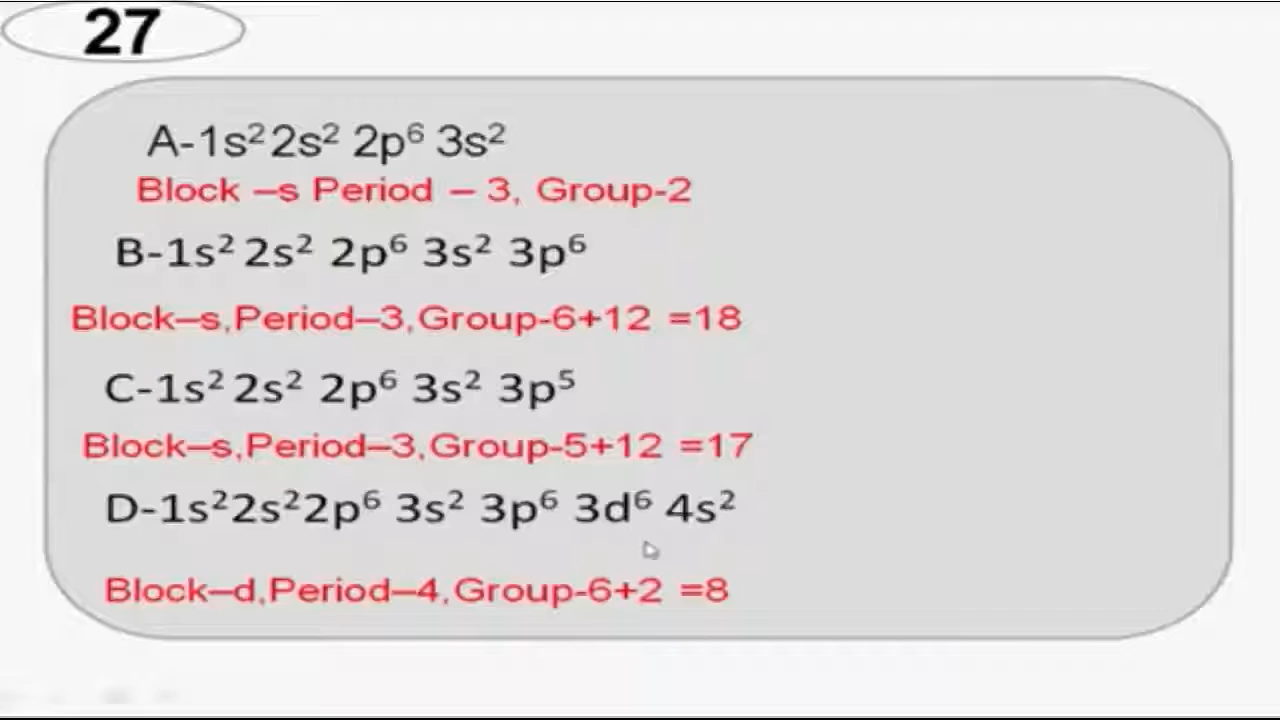 27
A-1s² 2s² 2p⁶ 3s²
Block –s Period – 3, Group-2
B-1s² 2s² 2p⁶ 3s² 3p⁶
Block–s,Period–3,Group-6+12 =18
C-1s² 2s² 2p⁶ 3s² 3p⁵
Block–s,Period–3,Group-5+12 =17
D-1s²2s²2p⁶ 3s² 3p⁶ 3d⁶ 4s²
Block–d,Period–4,Group-6+2 =8